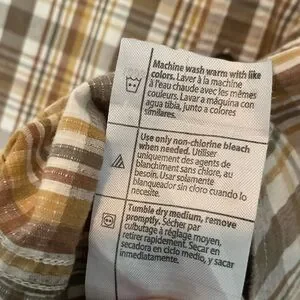 Machine wash warm with like
colors. Laver à la machine
à l'eau chaude avec les mêmes
couleurs. Lavar a máquina con
agua tibia, junto a colores
similares.
Use only non-chlorine bleach
when needed. Utiliser
uniquement des agents de
blanchiment sans chlore, au
besoin. Usar solamente
blanqueador sin cloro cuando lo
necesite.
Tumble dry medium, remove
promptly. Sécher par
culbutage à réglage moyen,
retirer rapidement. Secar en
secadora en ciclo medio, y sacar
inmediatamente.